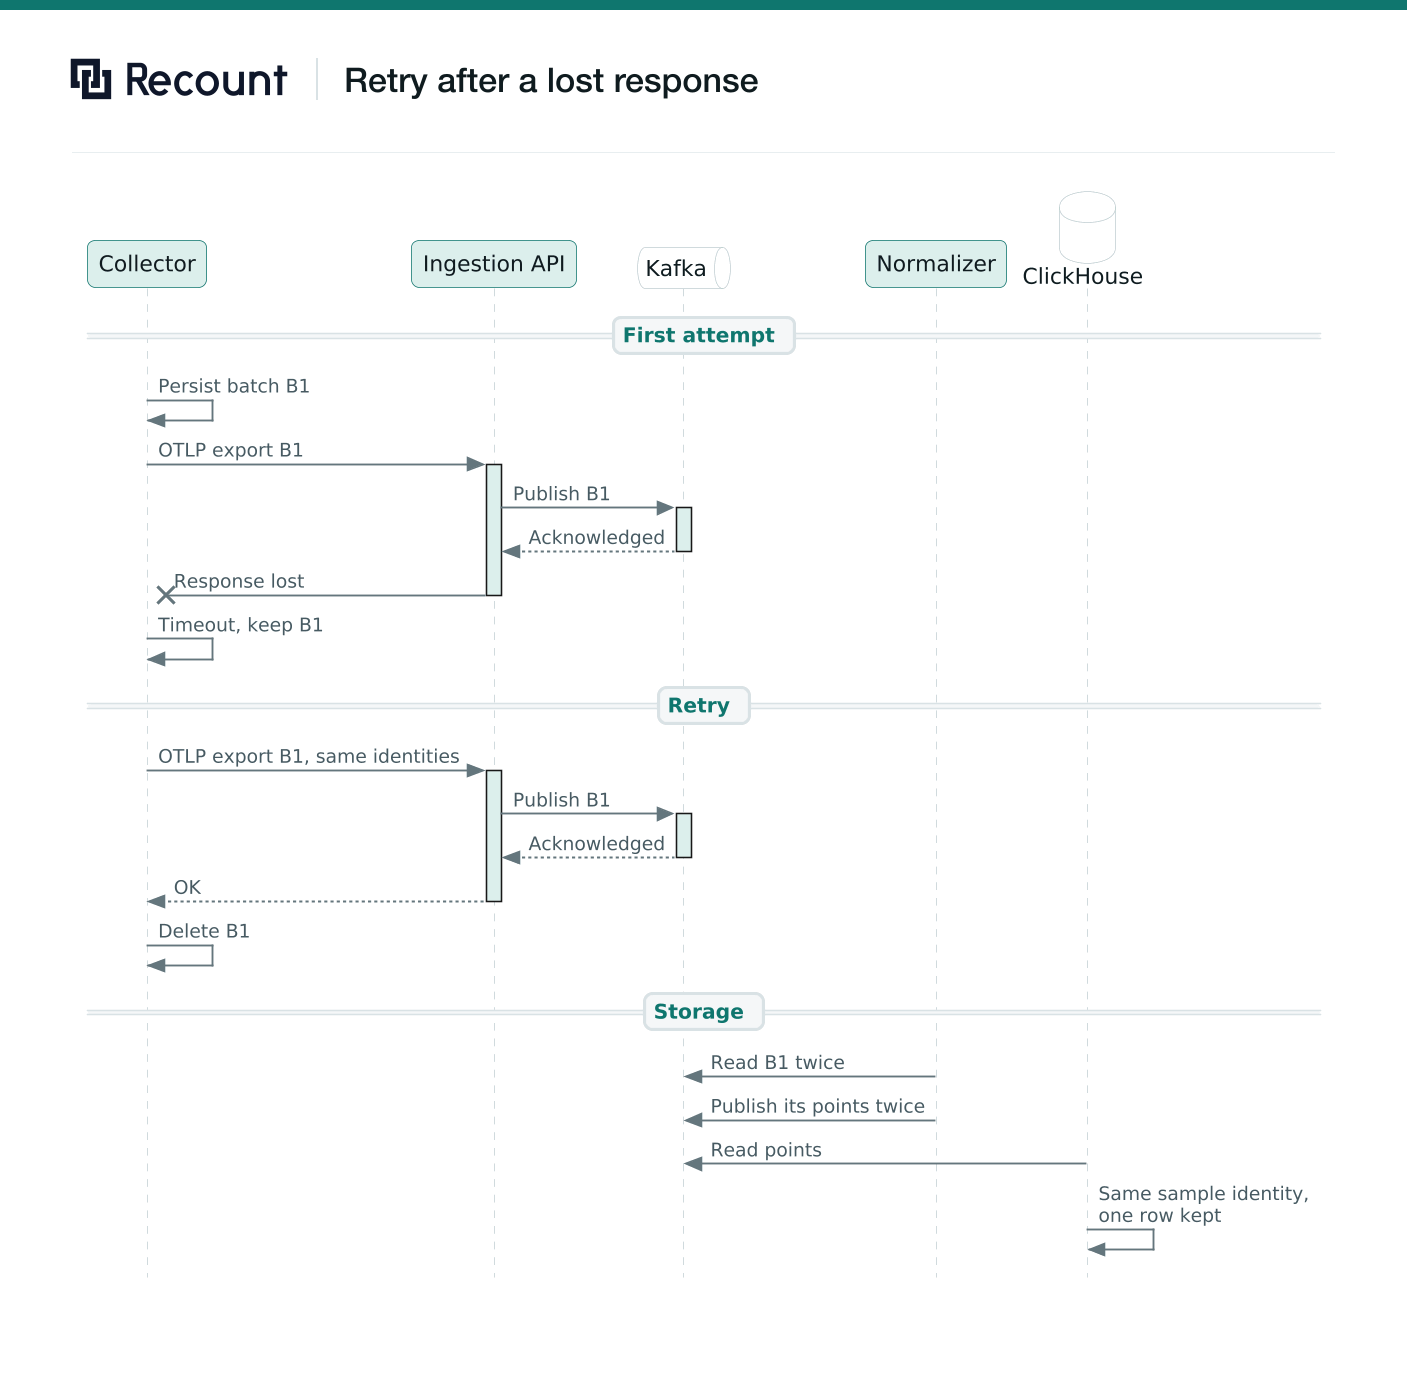 Recount
Retry after a lost response
Collector
Ingestion API
Kafka
Normalizer
ClickHouse
First attempt
Persist batch B1
OTLP export B1
Publish B1
Acknowledged
Response lost
Timeout, keep B1
Retry
OTLP export B1, same identities
Publish B1
Acknowledged
OK
Delete B1
Storage
Read B1 twice
Publish its points twice
Read points
Same sample identity,
one row kept